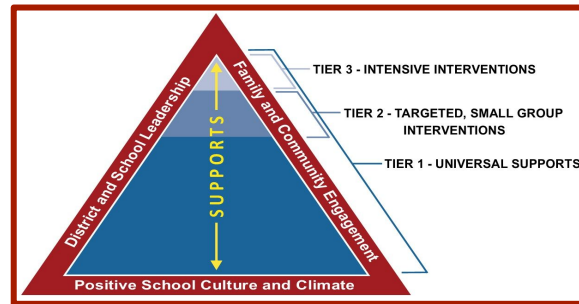 District and School Leadership
Family and Community Engagement
SUPPORTS
Positive School Culture and Climate
TIER 3 - INTENSIVE INTERVENTIONS
TIER 2 - TARGETED, SMALL GROUP
INTERVENTIONS
TIER 1 - UNIVERSAL SUPPORTS